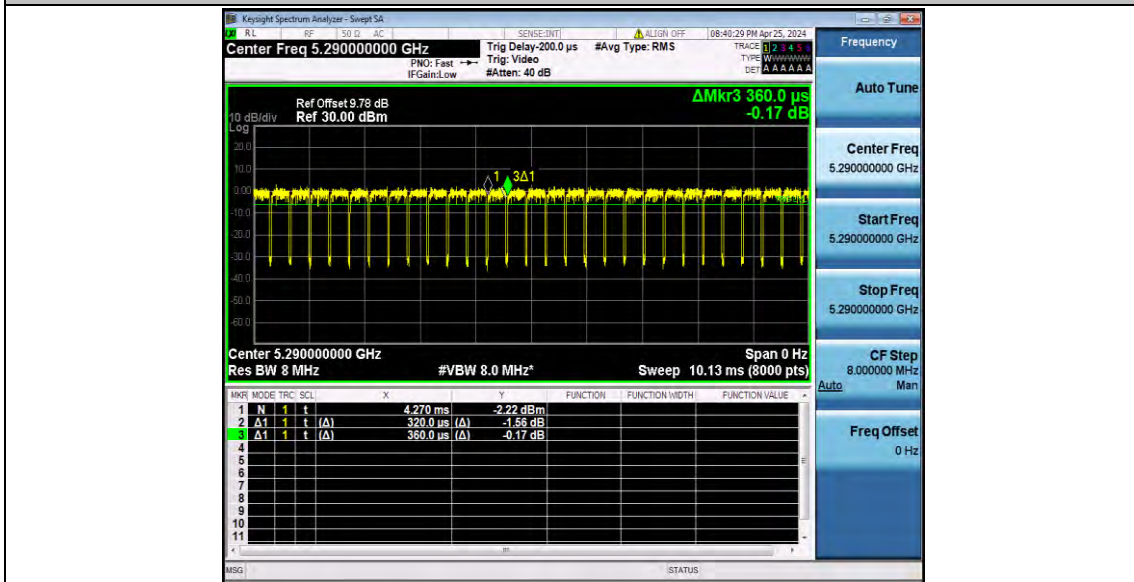 Keysight Spectrum Analyzer - Swept SA
RL RF 50 Ω AC SENSE:INT ALIGN OFF 08:40:29 PM Apr 25, 2024
Center Freq 5.290000000 GHz
PNO: Fast
IFGain:Low
Trig Delay-200.0 µs
Trig: Video
#Atten: 40 dB
#Avg Type: RMS
TRACE 1 2 3 4 5 6
TYPE WWWWWW
DET A A A A A A
ΔMkr3 360.0 µs
-0.17 dB
Ref Offset 9.78 dB
10 dB/div Ref 30.00 dBm
Log
20.0
10.0
0.00
-10.0
-20.0
-30.0
-40.0
-50.0
-60.0
1 3Δ1
Center 5.290000000 GHz Span 0 Hz
Res BW 8 MHz #VBW 8.0 MHz* Sweep 10.13 ms (8000 pts)
MKR MODE TRC SCL X Y FUNCTION FUNCTION WIDTH FUNCTION VALUE
1 N 1 t 4.270 ms -2.22 dBm
2 Δ1 1 t (Δ) 320.0 µs (Δ) -1.56 dB
3 Δ1 1 t (Δ) 360.0 µs (Δ) -0.17 dB
4
5
6
7
8
9
10
11
MSG STATUS
Frequency
Auto Tune
Center Freq
5.290000000 GHz
Start Freq
5.290000000 GHz
Stop Freq
5.290000000 GHz
CF Step
8.000000 MHz
Auto Man
Freq Offset
0 Hz